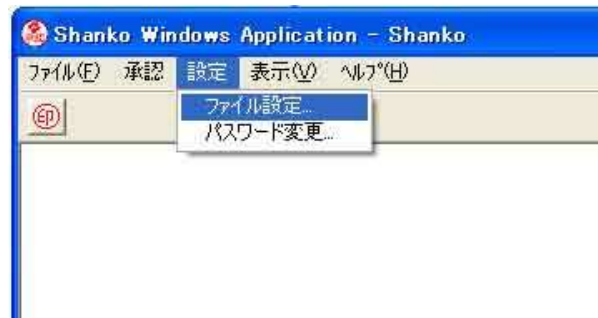 Shanko Windows Application - Shanko
ﾌｧｲﾙ(F) 承認 設定 表示(V) ﾍﾙﾌﾟ(H)
ファイル設定...
印
パスワード変更...